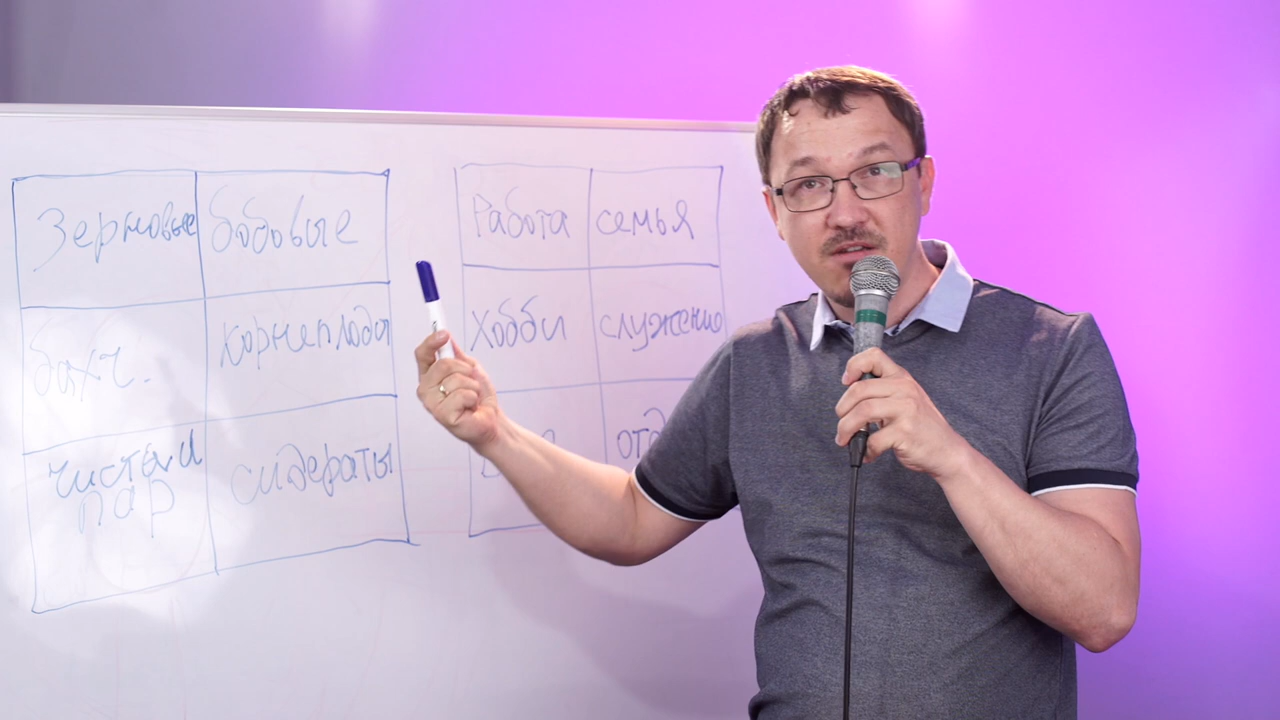 Зерновые
бобовые
бахч.
корнеплоды
чистый
пар
сидераты
Работа
семья
Хобби
служение